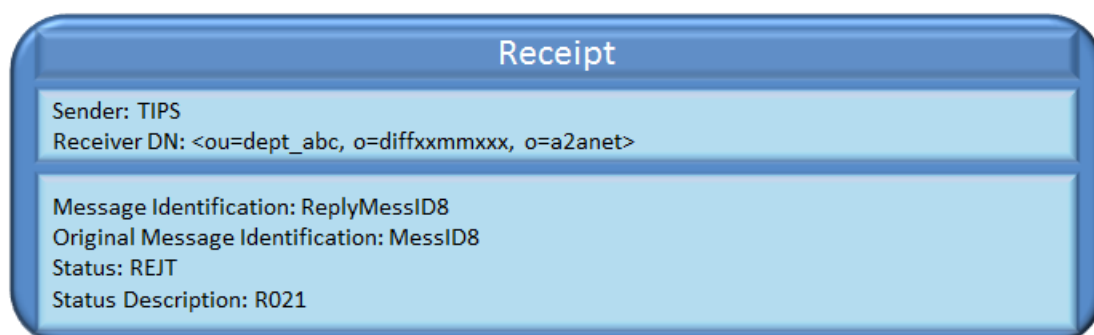 Receipt
Sender: TIPS
Receiver DN: <ou=dept_abc, o=diffxxmmxxx, o=a2anet>
Message Identification: ReplyMessID8
Original Message Identification: MessID8
Status: REJT
Status Description: R021